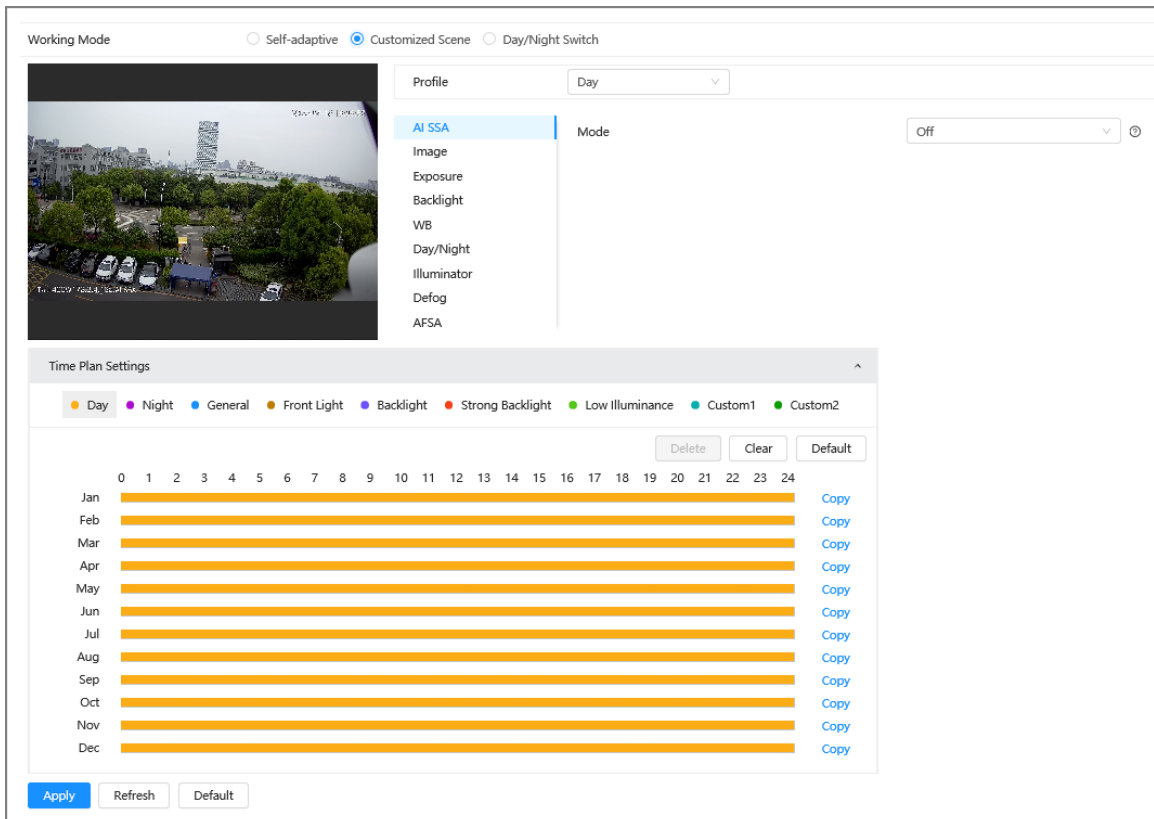 Working Mode Self-adaptive Customized Scene Day/Night Switch
Profile Day
AI SSA Mode Off
Image
Exposure
Backlight
WB
Day/Night
Illuminator
Defog
AFSA
Time Plan Settings
Day Night General Front Light Backlight Strong Backlight Low Illuminance Custom1 Custom2
Delete Clear Default
0 1 2 3 4 5 6 7 8 9 10 11 12 13 14 15 16 17 18 19 20 21 22 23 24
Jan Copy
Feb Copy
Mar Copy
Apr Copy
May Copy
Jun Copy
Jul Copy
Aug Copy
Sep Copy
Oct Copy
Nov Copy
Dec Copy
Apply Refresh Default